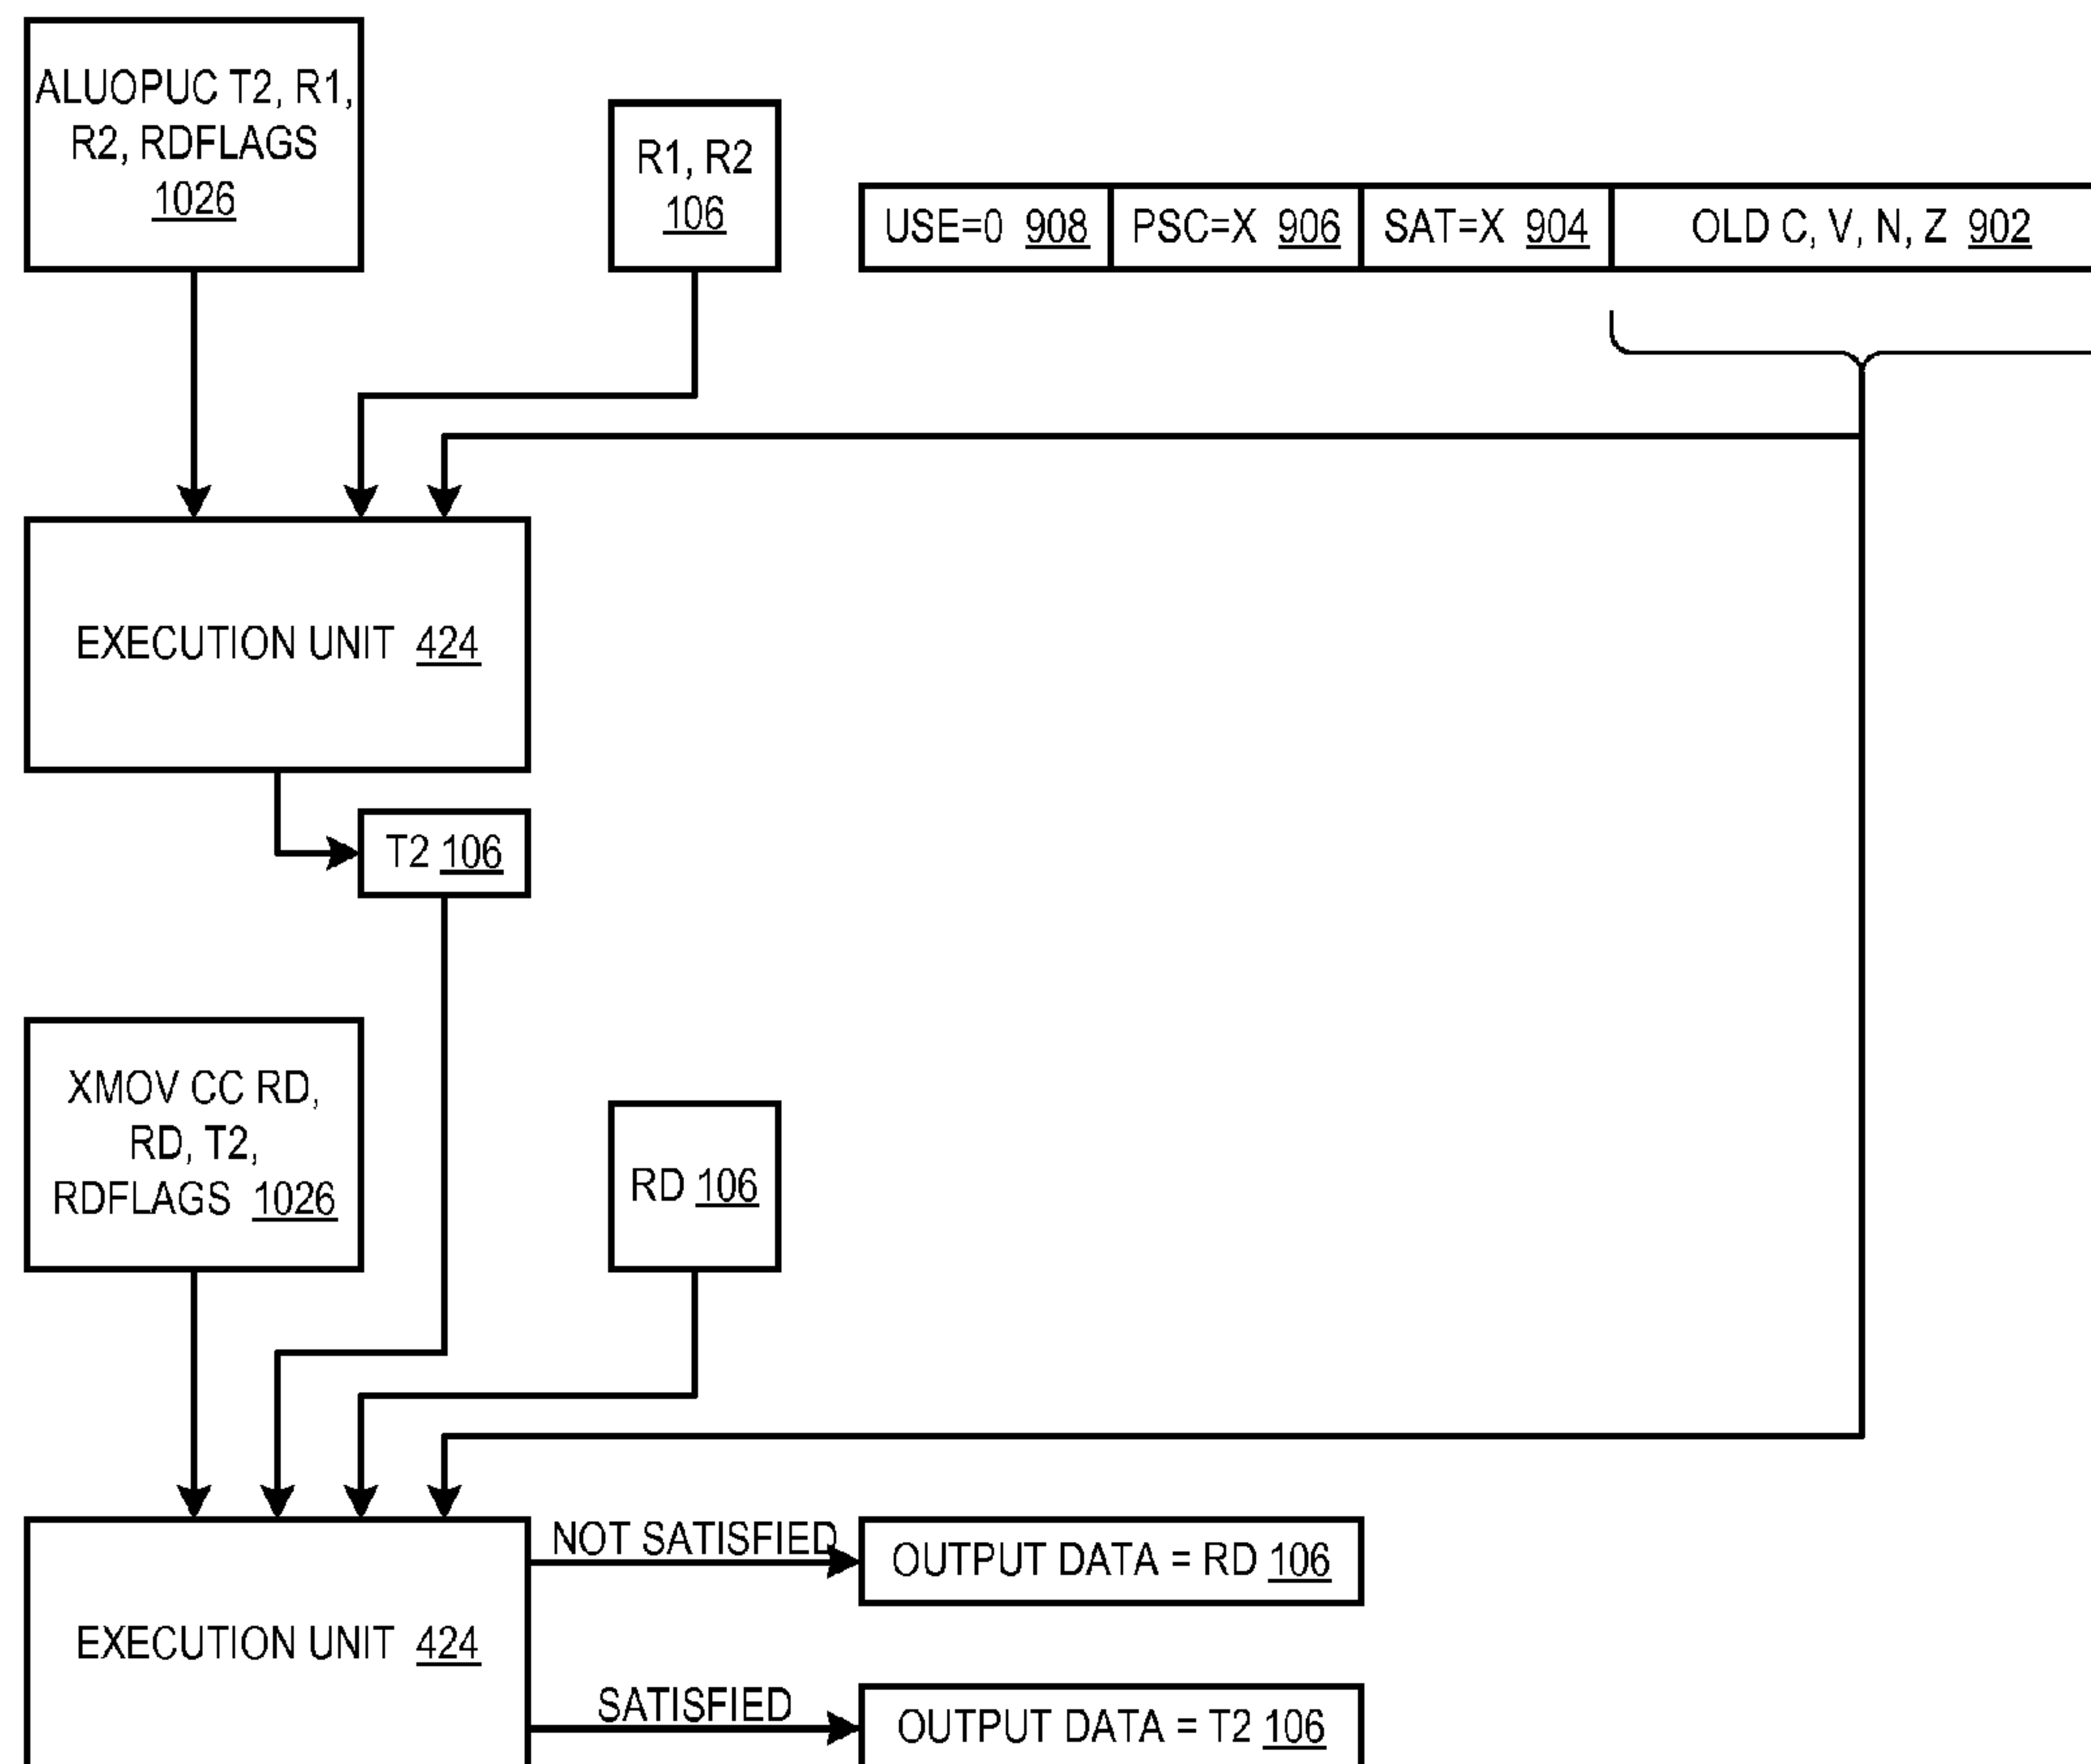 ALUOPUC T2, R1,
R2, RDFLAGS
1026
R1, R2
106
USE=0 908
PSC=X 906
SAT=X 904
OLD C, V, N, Z 902
EXECUTION UNIT 424
T2 106
XMOV CC RD,
RD, T2,
RDFLAGS 1026
RD 106
NOT SATISFIED
OUTPUT DATA = RD 106
EXECUTION UNIT 424
SATISFIED
OUTPUT DATA = T2 106